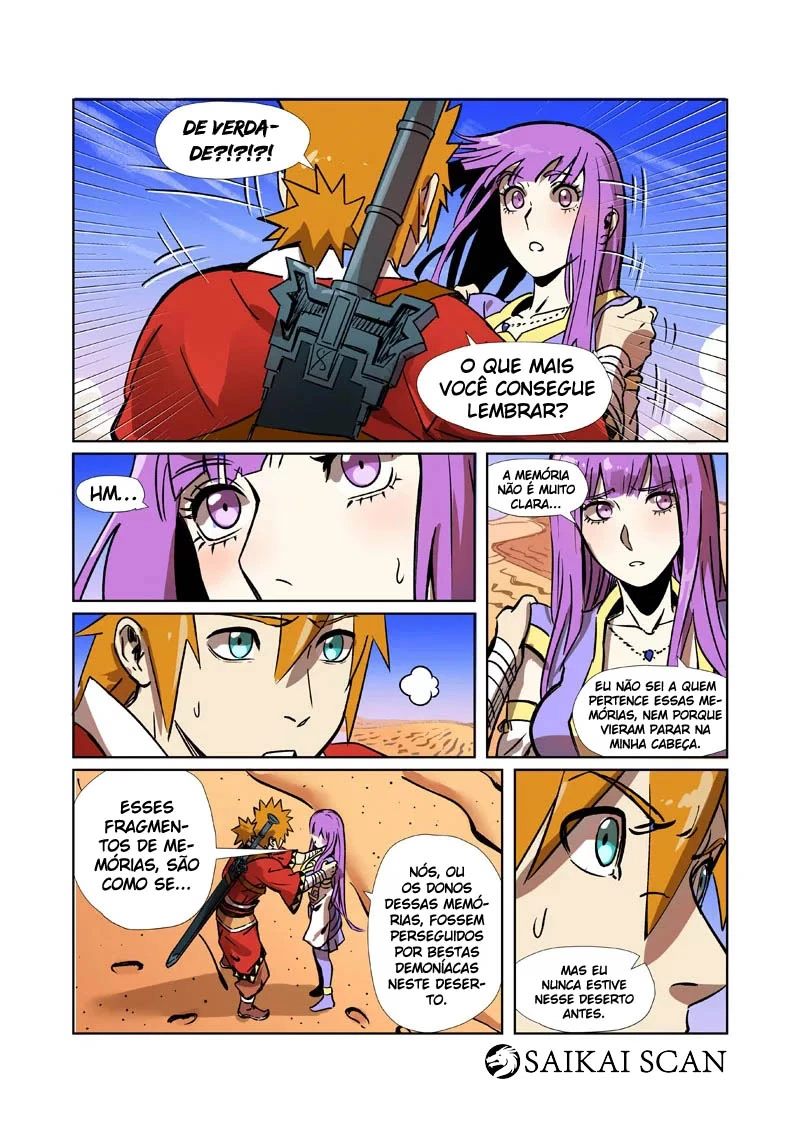 DE VERDA-
DE?!?!?!
O QUE MAIS
VOCÊ CONSEGUE
LEMBRAR?
HM...
A MEMÓRIA
NÃO É MUITO
CLARA...
EU NÃO SEI A QUEM
PERTENCE ESSAS ME-
MÓRIAS, NEM PORQUE
VIERAM PARAR NA
MINHA CABEÇA.
ESSES
FRAGMEN-
TOS DE ME-
MÓRIAS, SÃO
COMO SE...
NÓS, OU
OS DONOS
DESSAS MEMÓ-
RIAS, FOSSEM
PERSEGUIDOS
POR BESTAS
DEMONÍACAS
NESTE DESER-
TO.
MAS EU
NUNCA ESTIVE
NESSE DESERTO
ANTES.
SAIKAI SCAN